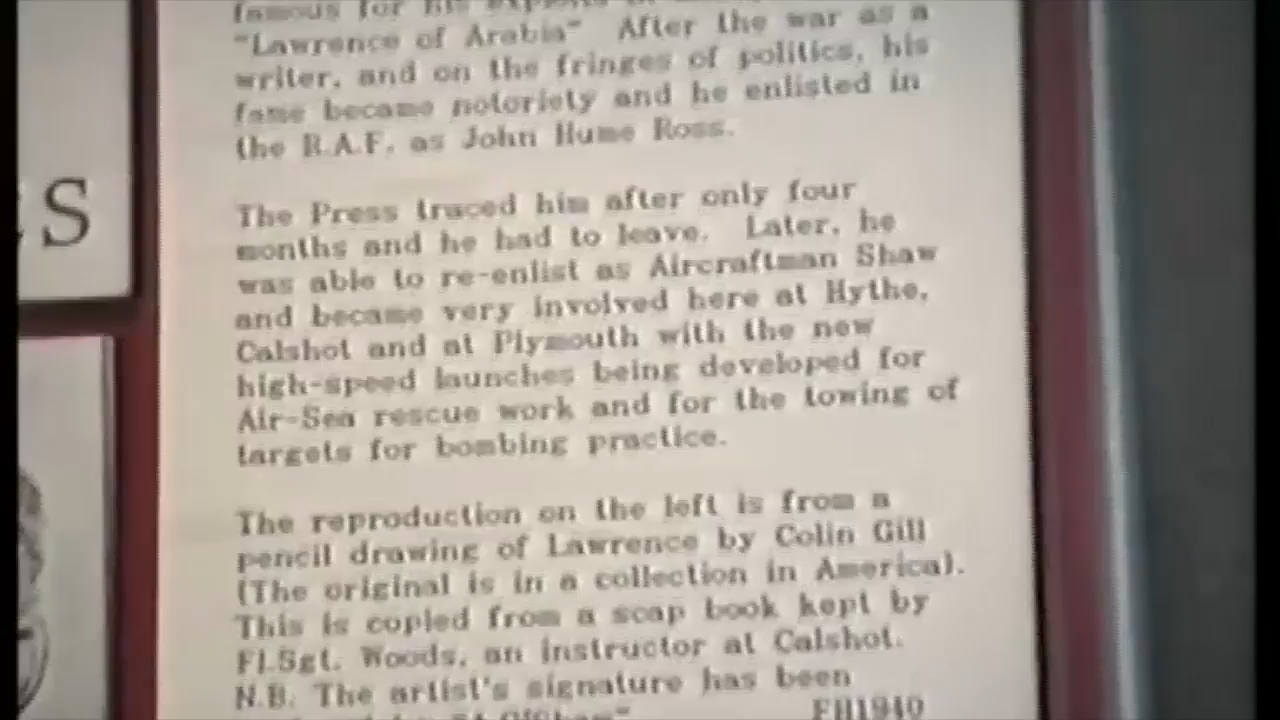 famous for his exploits in
"Lawrence of Arabia" After the war as a
writer, and on the fringes of politics, his
fame became notoriety and he enlisted in
the R.A.F. as John Hume Ross.
The Press traced him after only four
months and he had to leave. Later, he
was able to re-enlist as Aircraftman Shaw
and became very involved here at Hythe,
Calshot and at Plymouth with the new
high-speed launches being developed for
Air-Sea rescue work and for the towing of
targets for bombing practice.
The reproduction on the left is from a
pencil drawing of Lawrence by Colin Gill
(The original is in a collection in America).
This is copied from a scap book kept by
Fl.Sgt. Woods, an instructor at Calshot.
N.B. The artist's signature has been
FH1940
S